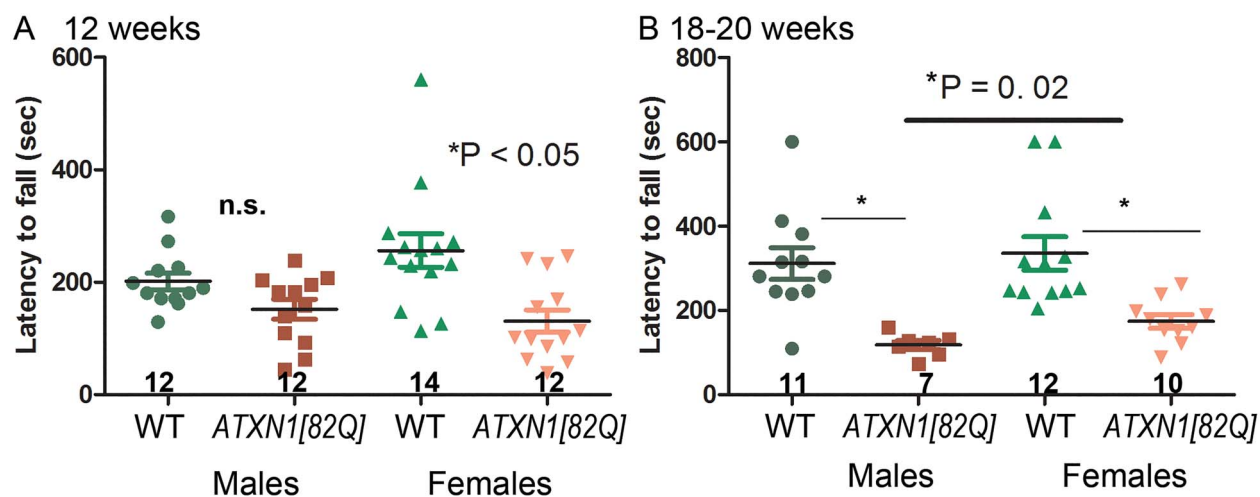 A 12 weeks
Latency to fall (sec)
600
400
200
0
n.s.
*P < 0.05
12
12
14
12
WT
ATXN1[82Q]
WT
ATXN1[82Q]
Males
Females
B 18-20 weeks
Latency to fall (sec)
800
600
400
200
0
*P = 0. 02
*
*
11
7
12
10
WT
ATXN1[82Q]
WT
ATXN1[82Q]
Males
Females